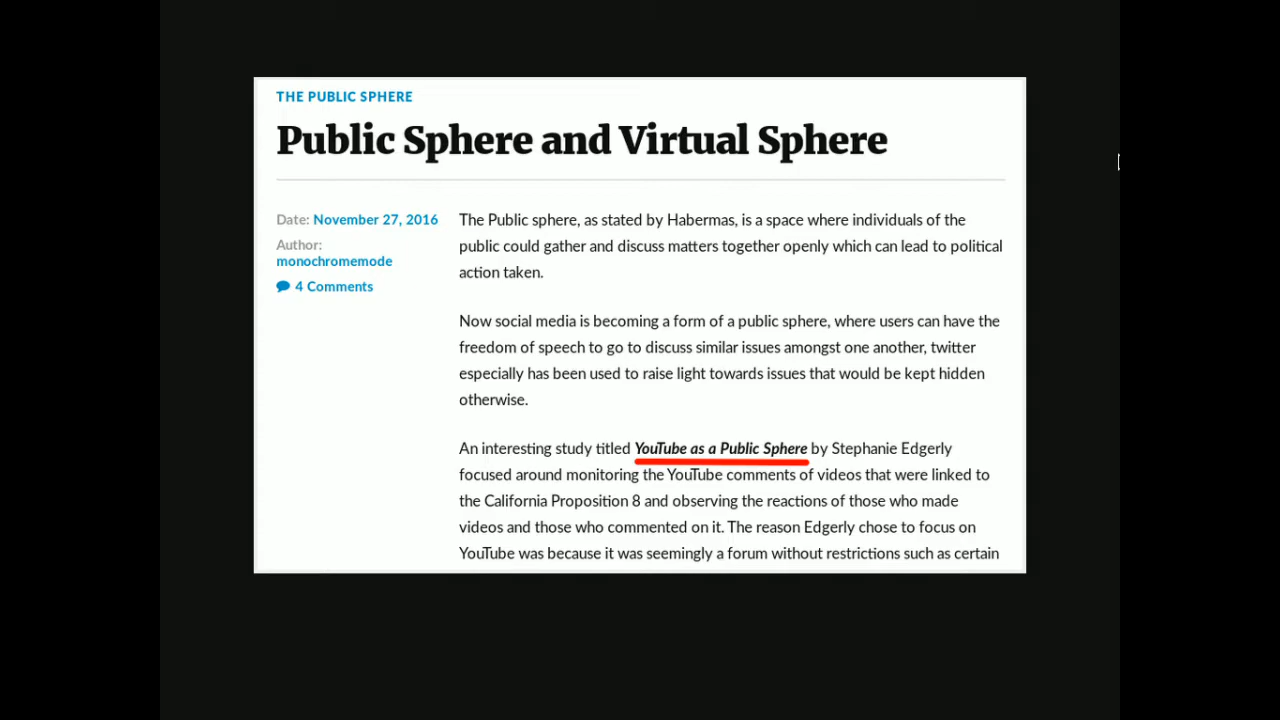 THE PUBLIC SPHERE
Public Sphere and Virtual Sphere
Date: November 27, 2016
Author:
monochromemode
4 Comments
The Public sphere, as stated by Habermas, is a space where individuals of the
public could gather and discuss matters together openly which can lead to political
action taken.
Now social media is becoming a form of a public sphere, where users can have the
freedom of speech to go to discuss similar issues amongst one another, twitter
especially has been used to raise light towards issues that would be kept hidden
otherwise.
An interesting study titled YouTube as a Public Sphere by Stephanie Edgerly
focused around monitoring the YouTube comments of videos that were linked to
the California Proposition 8 and observing the reactions of those who made
videos and those who commented on it. The reason Edgerly chose to focus on
YouTube was because it was seemingly a forum without restrictions such as certain